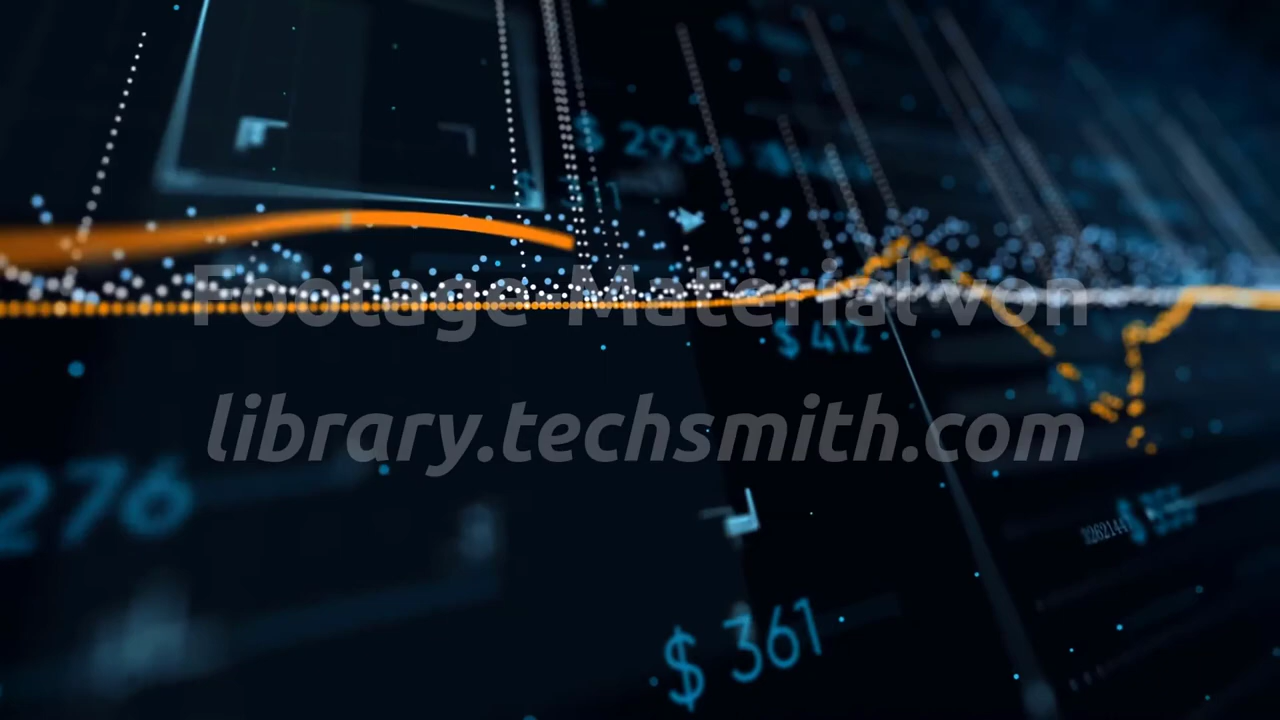 $ 293
Footage Material von
$ 412
library.techsmith.com
276
$ 361